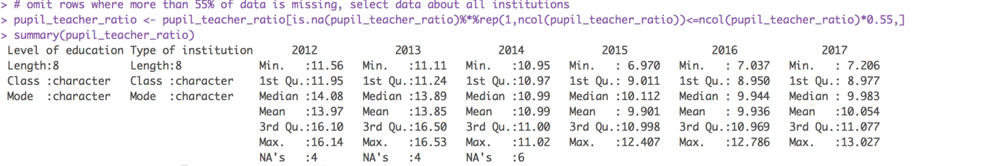 > # omit rows where more than 55% of data is missing, select data about all institutions
> pupil_teacher_ratio <- pupil_teacher_ratio[is.na(pupil_teacher_ratio)%*%rep(1,ncol(pupil_teacher_ratio))<=ncol(pupil_teacher_ratio)*0.55,]
> summary(pupil_teacher_ratio)
Level of education Type of institution 2012 2013 2014 2015 2016 2017
Length:8 Length:8 Min. :11.56 Min. :11.11 Min. :10.95 Min. : 6.970 Min. : 7.037 Min. : 7.206
Class :character Class :character 1st Qu.:11.95 1st Qu.:11.24 1st Qu.:10.97 1st Qu.: 9.011 1st Qu.: 8.950 1st Qu.: 8.977
Mode :character Mode :character Median :14.08 Median :13.89 Median :10.99 Median :10.112 Median : 9.944 Median : 9.983
Mean :13.97 Mean :13.85 Mean :10.99 Mean : 9.901 Mean : 9.936 Mean :10.054
3rd Qu.:16.10 3rd Qu.:16.50 3rd Qu.:11.00 3rd Qu.:10.998 3rd Qu.:10.969 3rd Qu.:11.077
Max. :16.14 Max. :16.53 Max. :11.02 Max. :12.407 Max. :12.786 Max. :13.027
NA's :4 NA's :4 NA's :6